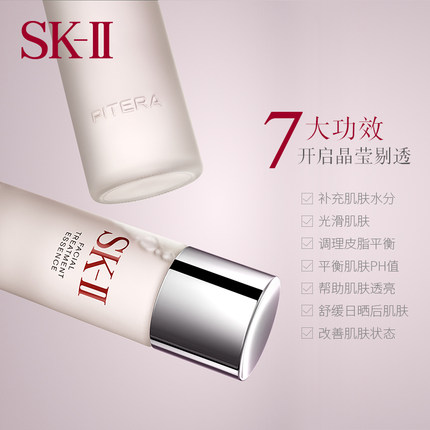 SK-II
PITERA
7大功效
开启晶莹剔透
补充肌肤水分
光滑肌肤
调理皮脂平衡
平衡肌肤PH值
帮助肌肤透亮
舒缓日晒后肌肤
改善肌肤状态
SK-II
FACIAL
TREATMENT
ESSENCE